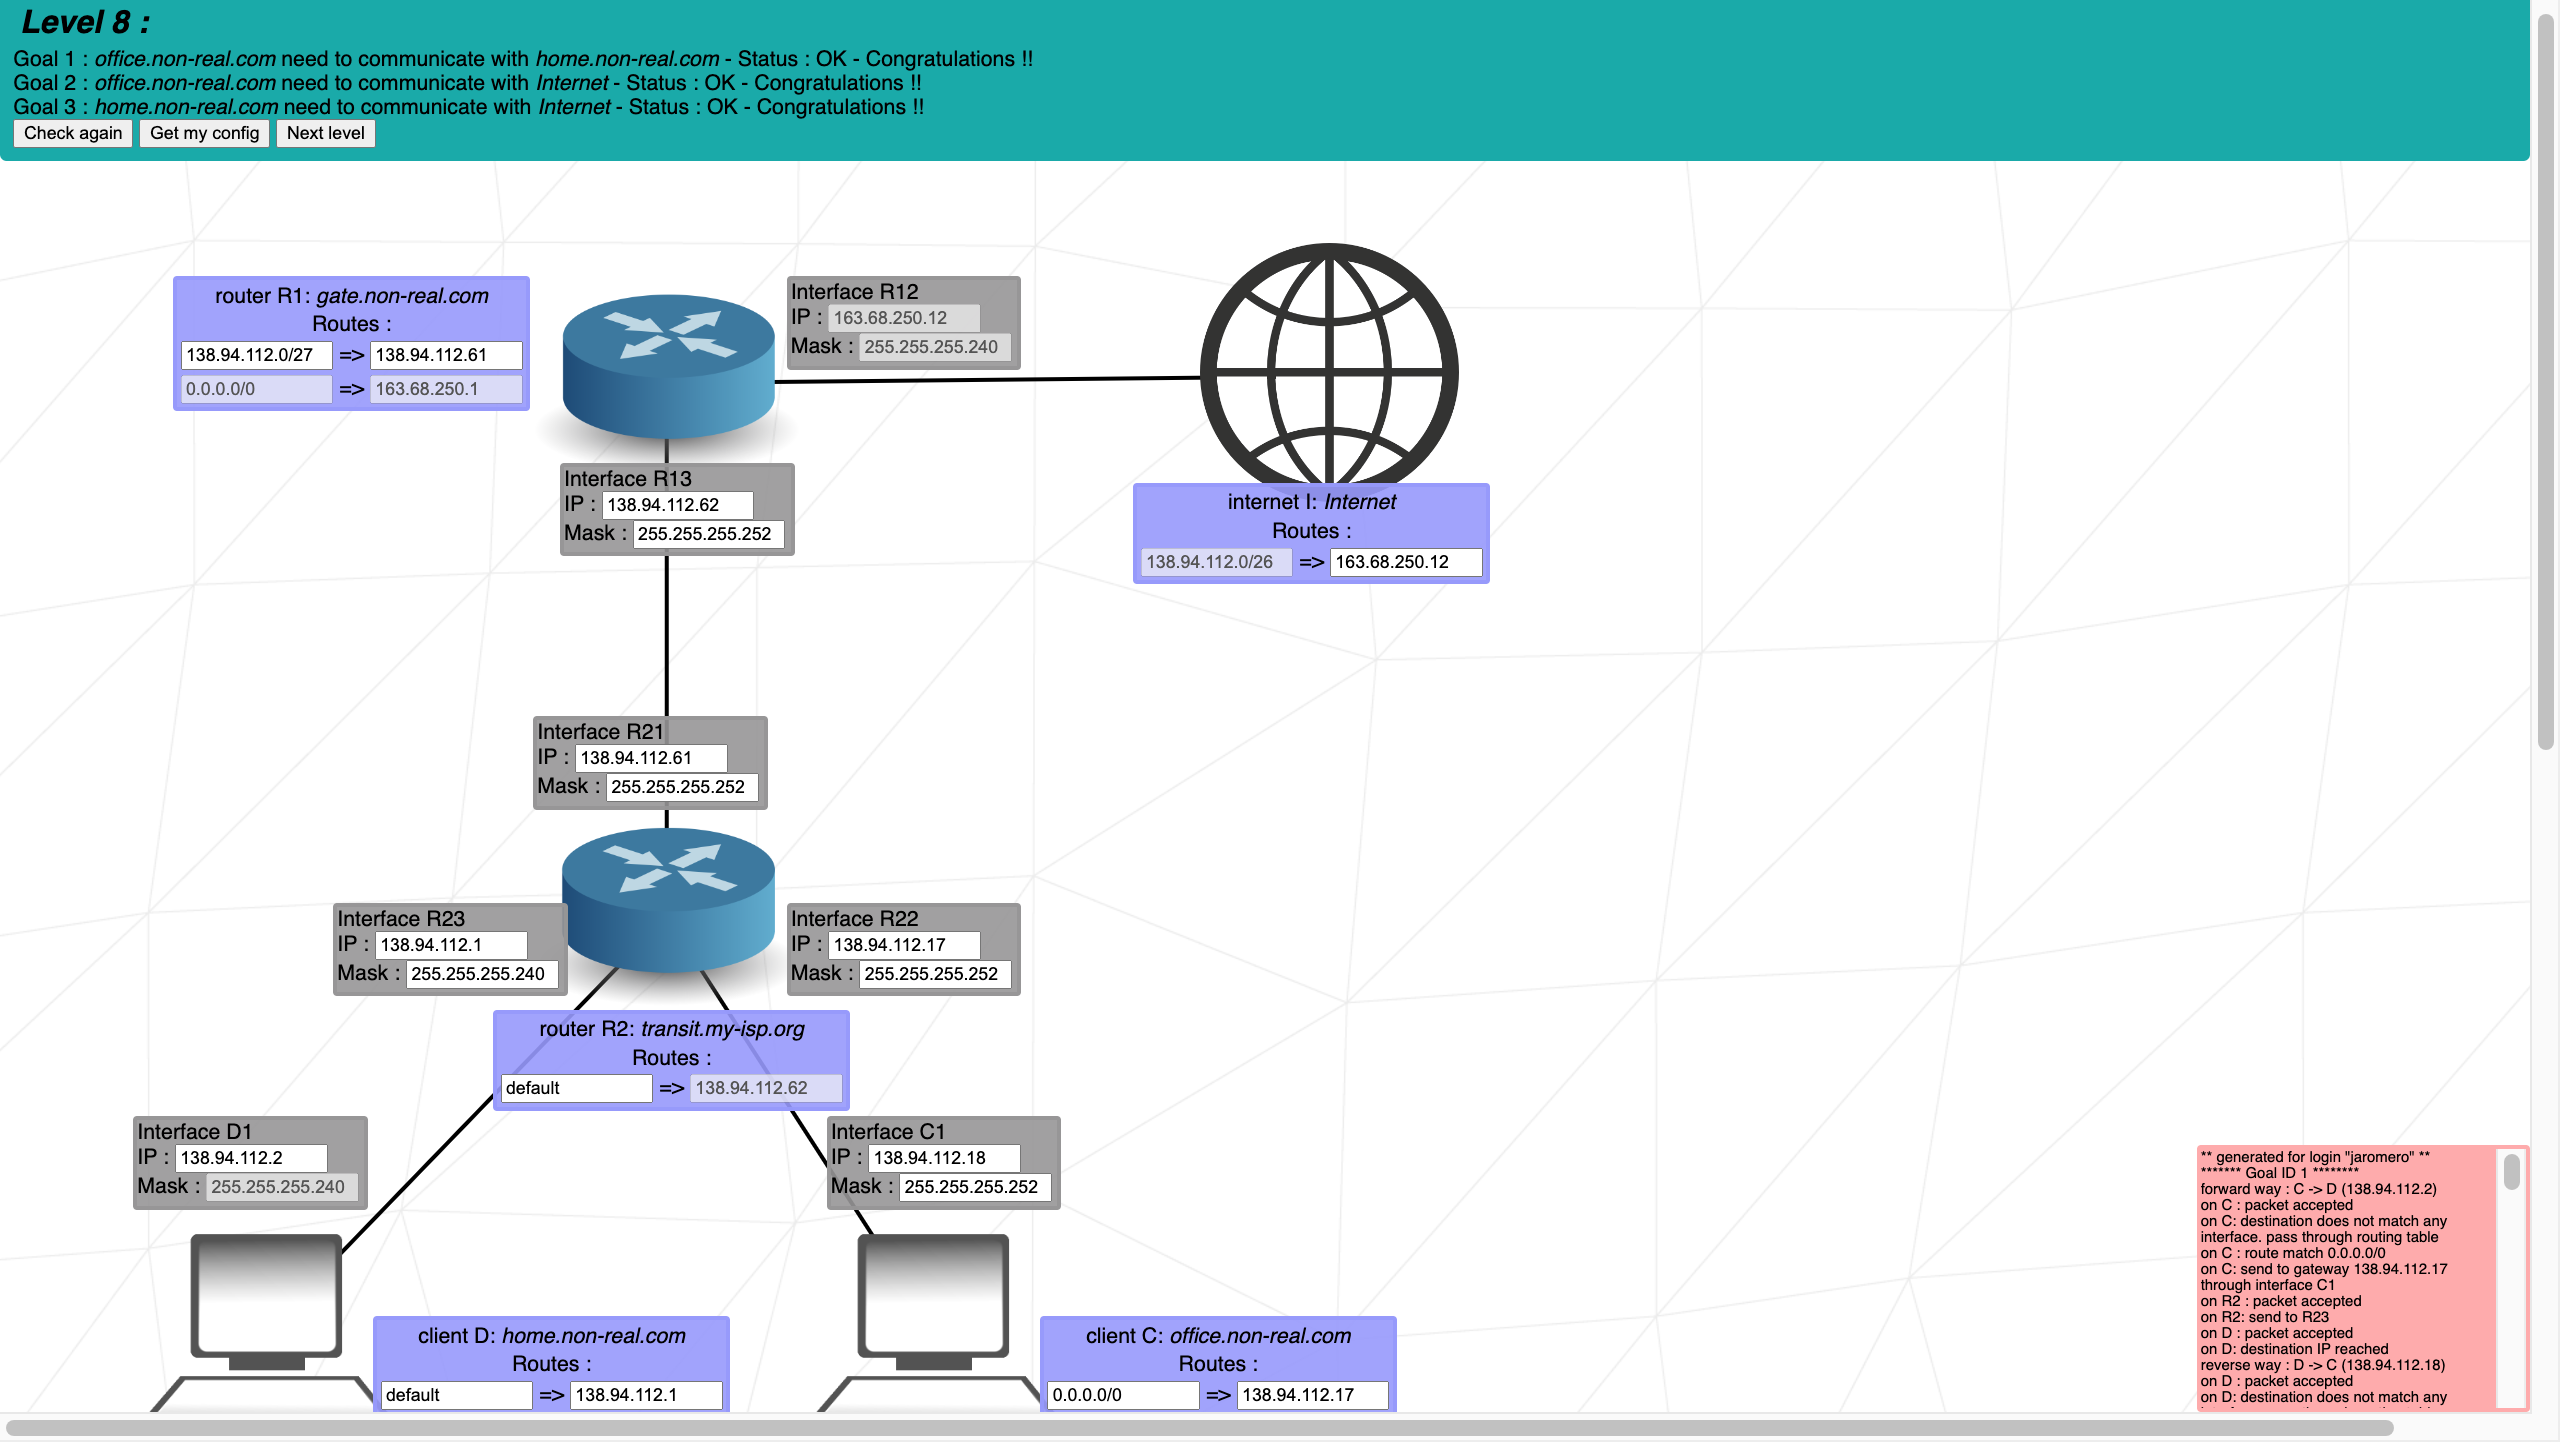 Level 8 :
Goal 1 : office.non-real.com need to communicate with home.non-real.com - Status : OK - Congratulations !!
Goal 2 : office.non-real.com need to communicate with Internet - Status : OK - Congratulations !!
Goal 3 : home.non-real.com need to communicate with Internet - Status : OK - Congratulations !!
Check again Get my config Next level
router R1: gate.non-real.com
Routes :
138.94.112.0/27 => 138.94.112.61
0.0.0.0/0 => 163.68.250.1
Interface R12
IP : 163.68.250.12
Mask : 255.255.255.240
Interface R13
IP : 138.94.112.62
Mask : 255.255.255.252
internet I: Internet
Routes :
138.94.112.0/26 => 163.68.250.12
Interface R21
IP : 138.94.112.61
Mask : 255.255.255.252
Interface R23
IP : 138.94.112.1
Mask : 255.255.255.240
Interface R22
IP : 138.94.112.17
Mask : 255.255.255.252
router R2: transit.my-isp.org
Routes :
default => 138.94.112.62
Interface D1
IP : 138.94.112.2
Mask : 255.255.255.240
Interface C1
IP : 138.94.112.18
Mask : 255.255.255.252
client D: home.non-real.com
Routes :
default => 138.94.112.1
client C: office.non-real.com
Routes :
0.0.0.0/0 => 138.94.112.17
** generated for login "jaromero" **
******* Goal ID 1 ********
forward way : C -> D (138.94.112.2)
on C : packet accepted
on C: destination does not match any
interface. pass through routing table
on C : route match 0.0.0.0/0
on C: send to gateway 138.94.112.17
through interface C1
on R2 : packet accepted
on R2: send to R23
on D : packet accepted
on D: destination IP reached
reverse way : D -> C (138.94.112.18)
on D : packet accepted
on D: destination does not match any